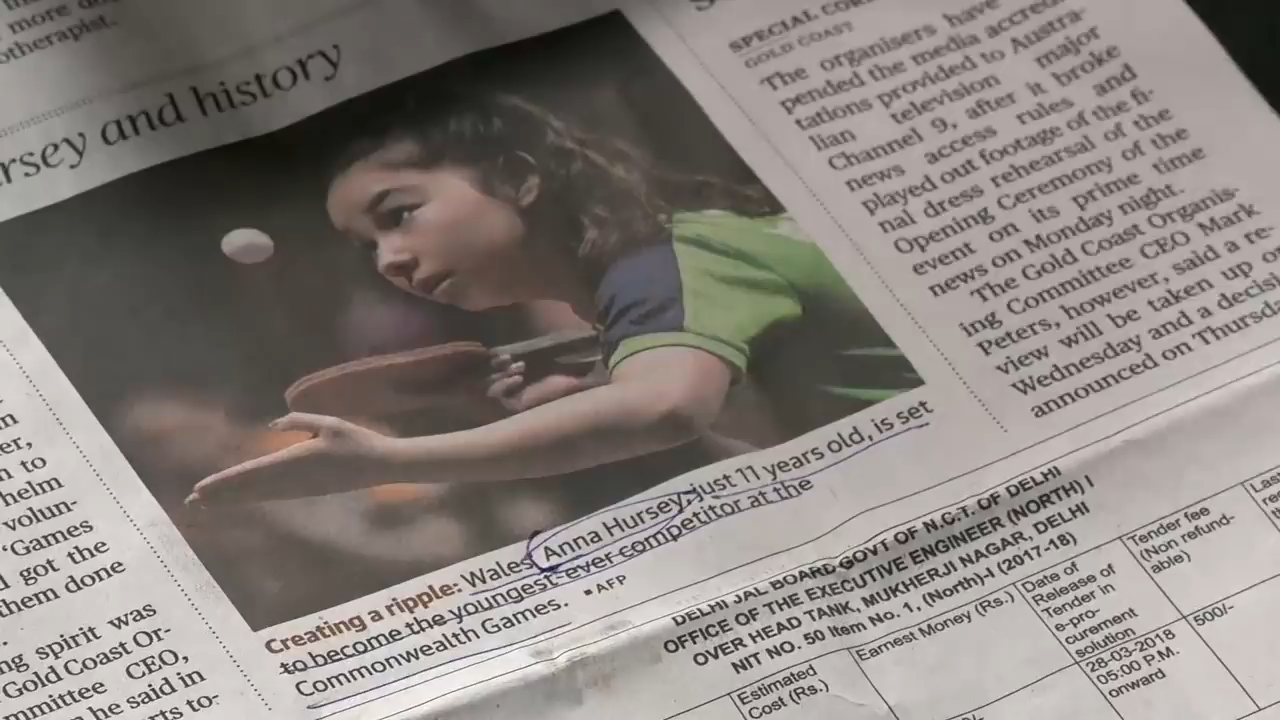 more do
otherapist.
rsey and history
n
er,
n to
helm
volun-
'Games
l got the
them done
ng spirit was
Gold Coast Or-
mmittee CEO,
he said in
rts to-
Creating a ripple: Wales' Anna Hursey, just 11 years old, is set
to become the youngest-ever competitor at the
Commonwealth Games. ■ AFP
SPECIAL COR
GOLD COAST
The organisers have
pended the media accred
tations provided to Austra-
lian television major
Channel 9, after it broke
news access rules and
played out footage of the fi-
nal dress rehearsal of the
Opening Ceremony of the
event on its prime time
news on Monday night.
The Gold Coast Organis-
ing Committee CEO Mark
Peters, however, said a re-
view will be taken up o
Wednesday and a decisi
announced on Thursd
DELHI JAL BOARD GOVT OF N.C.T. OF DELHI
OFFICE OF THE EXECUTIVE ENGINEER (NORTH) I
OVER HEAD TANK, MUKHERJI NAGAR, DELHI
NIT NO. 50 Item No. 1, (North)-I (2017-18)
Estimated
Cost (Rs.)
Earnest Money (Rs.)
Date of
Release of
Tender in
e-pro-
curement
solution
Tender fee
(Non refund-
able)
Las
re
28-03-2018
05:00 P.M.
onward
500/-